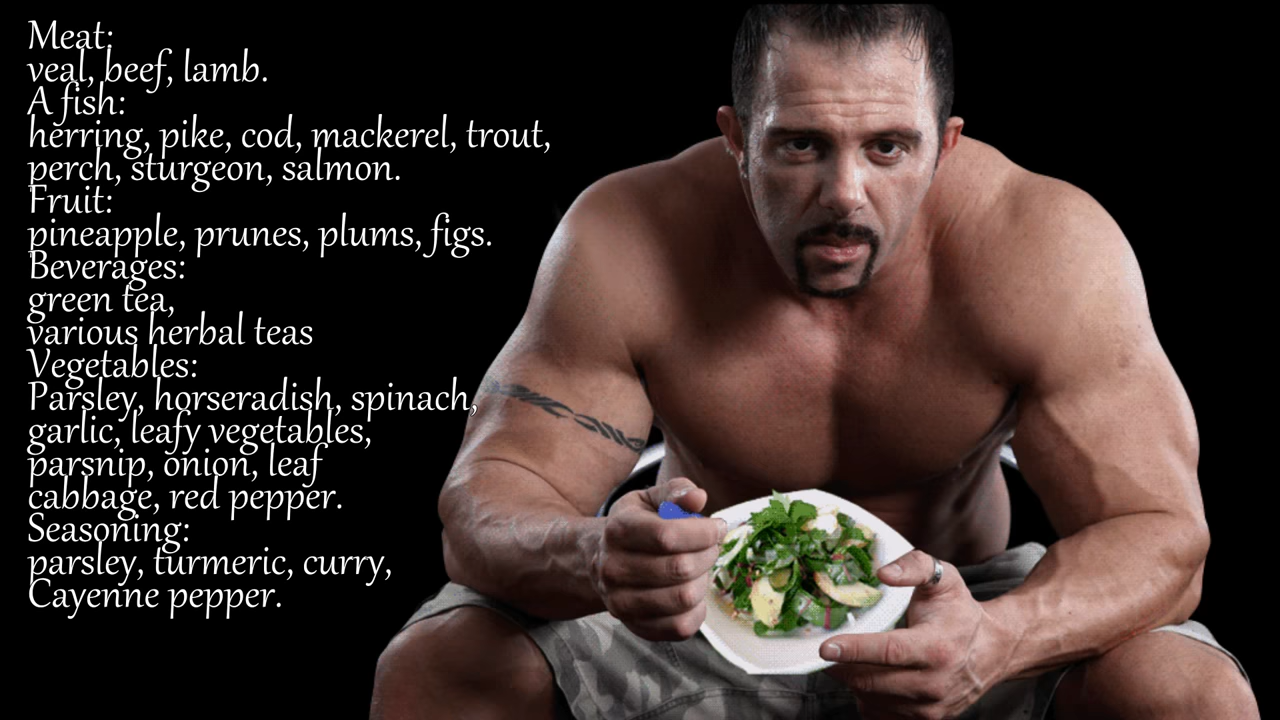 Meat:
veal, beef, lamb.
A fish:
herring, pike, cod, mackerel, trout,
perch, sturgeon, salmon.
Fruit:
pineapple, prunes, plums, figs.
Beverages:
green tea,
various herbal teas
Vegetables:
Parsley, horseradish, spinach,
garlic, leafy vegetables,
parsnip, onion, leaf
cabbage, red pepper.
Seasoning:
parsley, turmeric, curry,
Cayenne pepper.